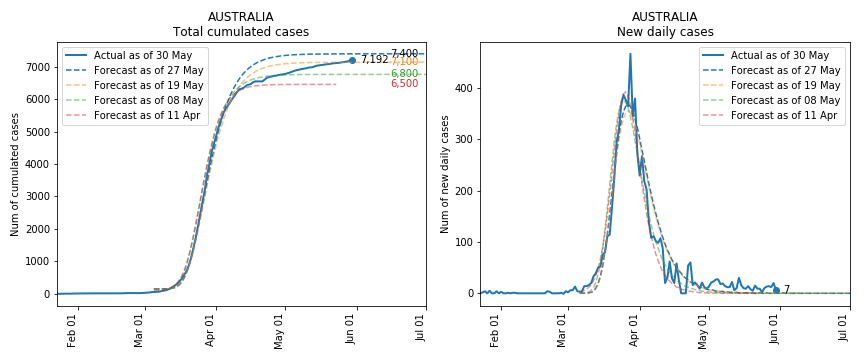 AUSTRALIA
Total cumulated cases
Num of cumulated cases
7000
6000
5000
4000
3000
2000
1000
0
Actual as of 30 May
Forecast as of 27 May
Forecast as of 19 May
Forecast as of 08 May
Forecast as of 11 Apr
7,400
7,192
7,100
6,800
6,500
Feb 01
Mar 01
Apr 01
May 01
Jun 01
Jul 01
AUSTRALIA
New daily cases
Num of new daily cases
400
300
200
100
0
Actual as of 30 May
Forecast as of 27 May
Forecast as of 19 May
Forecast as of 08 May
Forecast as of 11 Apr
7
Feb 01
Mar 01
Apr 01
May 01
Jun 01
Jul 01